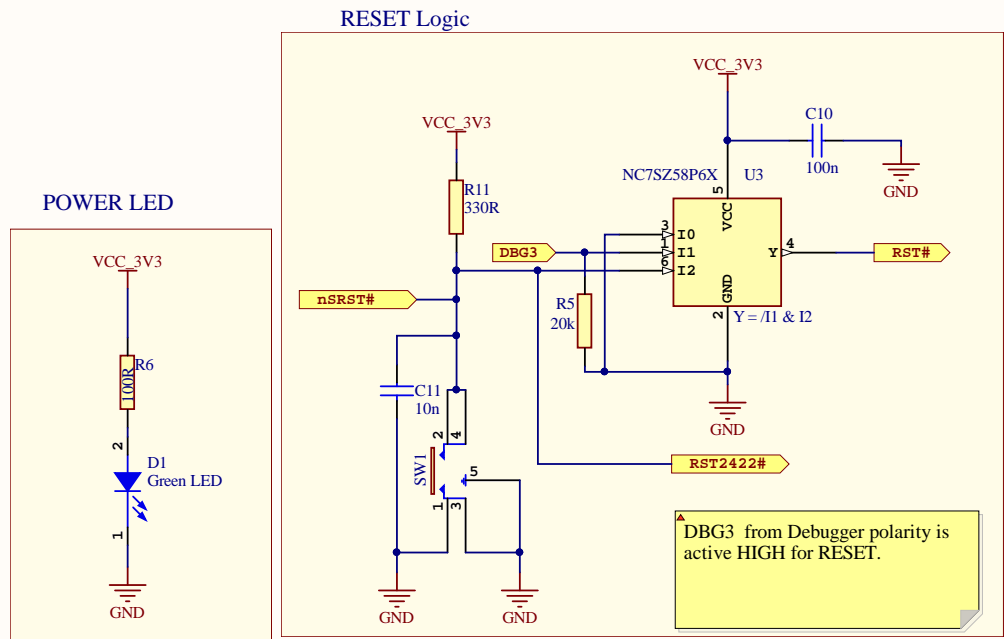 RESET Logic
VCC_3V3
C10
100n
GND
VCC_3V3
R11
330R
NC7SZ58P6X
U3
5
VCC
3
I0
DBG3
1
I1
Y
4
RST#
6
I2
GND
2
Y = /I1 & I2
R5
20k
nSRST#
C11
10n
GND
2
4
SW1
5
RST2422#
1
3
GND
GND
DBG3 from Debugger polarity is
active HIGH for RESET.
POWER LED
VCC_3V3
R6
100R
2
D1
Green LED
1
GND